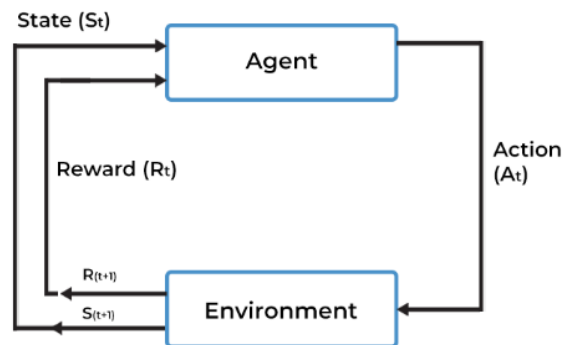 State (St)
Agent
Reward (Rt)
Action
(At)
R(t+1)
S(t+1)
Environment